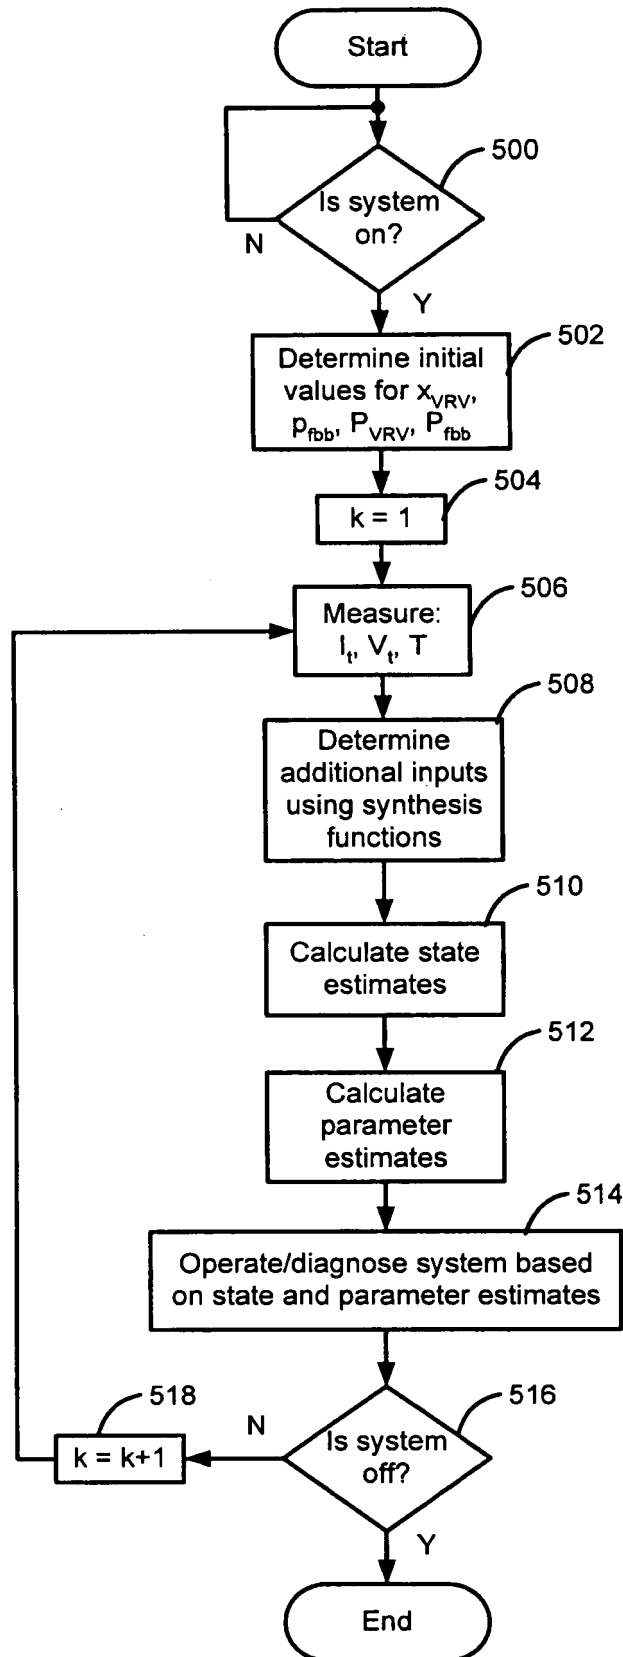 Start
500
Is system
on?
N
Y
502
Determine initial
values for x_VRV,
p_fbb, P_VRV, P_fbb
504
k = 1
506
Measure:
I_t, V_t, T
508
Determine
additional inputs
using synthesis
functions
510
Calculate state
estimates
512
Calculate
parameter
estimates
514
Operate/diagnose system based
on state and parameter estimates
516
Is system
off?
N
518
k = k+1
Y
End